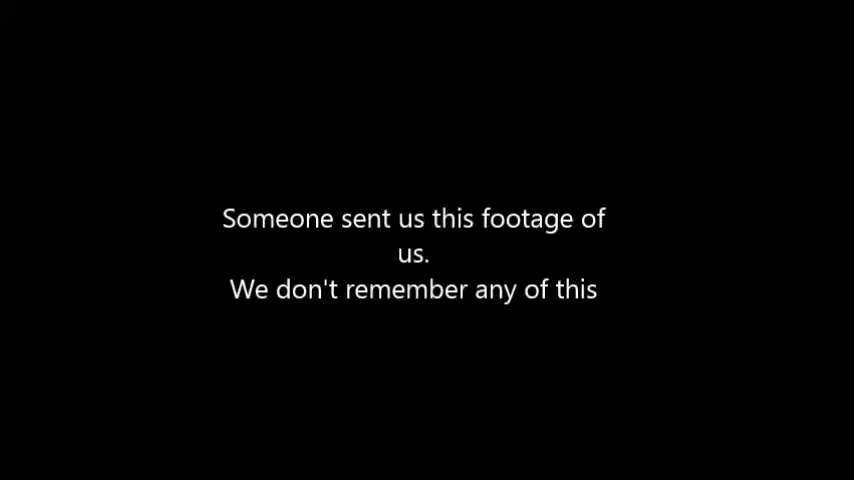 Someone sent us this footage of
us.
We don't remember any of this